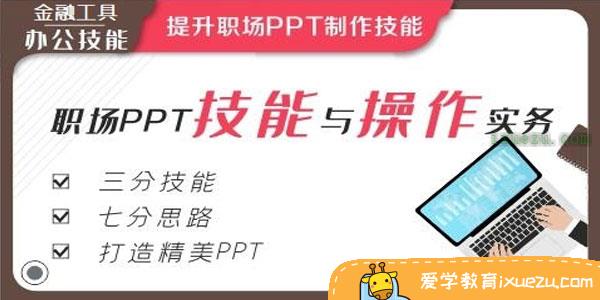 金融工具
办公技能
提升职场PPT制作技能
职场PPT技能与操作实务
ixuezu.com
三分技能
七分思路
打造精美PPT
爱学教育ixuezu.com